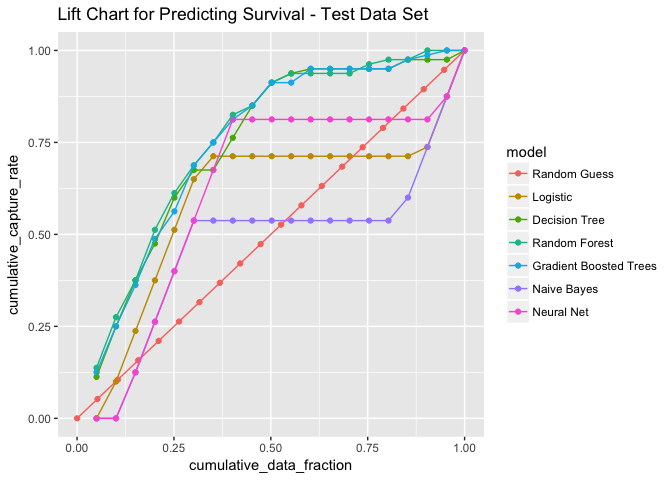 Lift Chart for Predicting Survival - Test Data Set
1.00
0.75
0.50
0.25
0.00
cumulative_capture_rate
0.00 0.25 0.50 0.75 1.00
cumulative_data_fraction
model
Random Guess
Logistic
Decision Tree
Random Forest
Gradient Boosted Trees
Naive Bayes
Neural Net